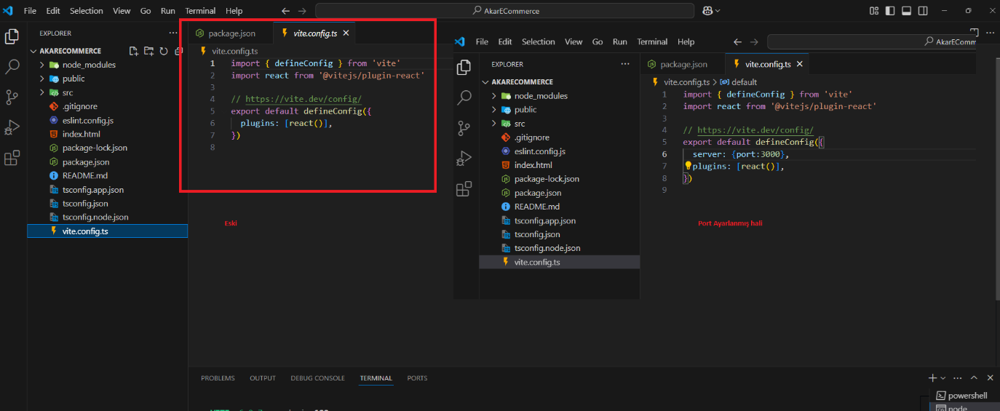 File Edit Selection View Go Run Terminal Help
AkarECommerce
EXPLORER
AKARECOMMERCE
node_modules
public
src
.gitignore
eslint.config.js
index.html
package-lock.json
package.json
README.md
tsconfig.app.json
tsconfig.json
tsconfig.node.json
vite.config.ts
package.json
vite.config.ts
vite.config.ts
1 import { defineConfig } from 'vite'
2 import react from '@vitejs/plugin-react'
3
4 // https://vite.dev/config/
5 export default defineConfig({
6 plugins: [react()],
7 })
8
Eski
File Edit Selection View Go Run Terminal Help
AkarEComm
EXPLORER
AKARECOMMERCE
node_modules
public
src
.gitignore
eslint.config.js
index.html
package-lock.json
package.json
README.md
tsconfig.app.json
tsconfig.json
tsconfig.node.json
vite.config.ts
package.json
vite.config.ts
vite.config.ts > default
1 import { defineConfig } from 'vite'
2 import react from '@vitejs/plugin-react'
3
4 // https://vite.dev/config/
5 export default defineConfig({
6 server: {port:3000},
7 plugins: [react()],
8 })
9
Port Ayarlanmış hali
PROBLEMS OUTPUT DEBUG CONSOLE TERMINAL PORTS
powershell
node